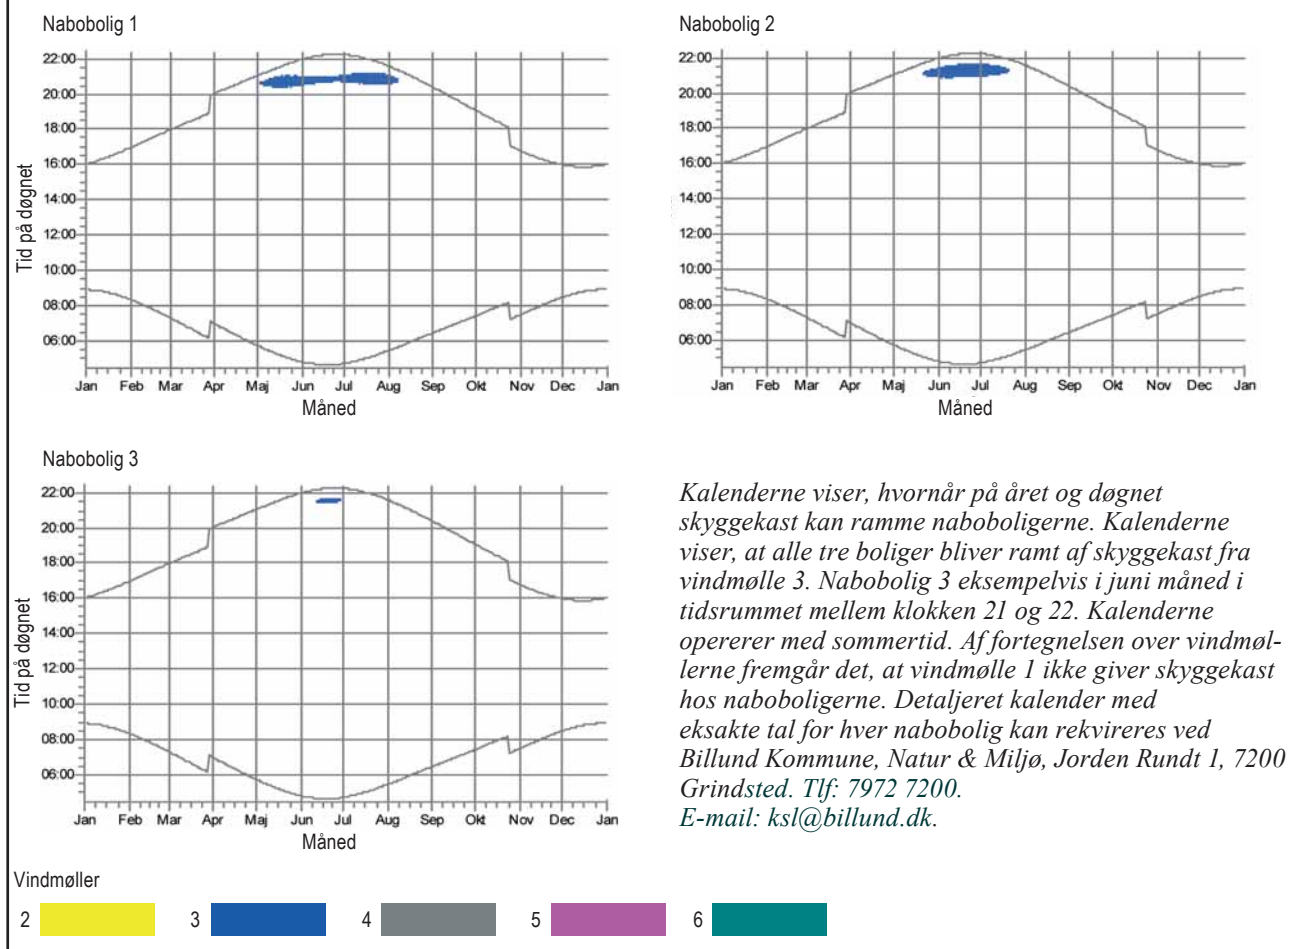 Nabobolig 1
22:00
20:00
18:00
16:00
14:00
12:00
10:00
08:00
06:00
Tid på døgnet
Jan Feb Mar Apr Maj Jun Jul Aug Sep Okt Nov Dec Jan
Måned
Nabobolig 2
22:00
20:00
18:00
16:00
14:00
12:00
10:00
08:00
06:00
Jan Feb Mar Apr Maj Jun Jul Aug Sep Okt Nov Dec Jan
Måned
Nabobolig 3
22:00
20:00
18:00
16:00
14:00
12:00
10:00
08:00
06:00
Tid på døgnet
Jan Feb Mar Apr Maj Jun Jul Aug Sep Okt Nov Dec Jan
Måned
Kalenderne viser, hvornår på året og døgnet
skyggekast kan ramme naboboligerne. Kalenderne
viser, at alle tre boliger bliver ramt af skyggekast fra
vindmølle 3. Nabobolig 3 eksempelvis i juni måned i
tidsrummet mellem klokken 21 og 22. Kalenderne
opererer med sommertid. Af fortegnelsen over vindmøl-
lerne fremgår det, at vindmølle 1 ikke giver skyggekast
hos naboboligerne. Detaljeret kalender med
eksakte tal for hver nabobolig kan rekvireres ved
Billund Kommune, Natur & Miljø, Jorden Rundt 1, 7200
Grindsted. Tlf: 7972 7200.
E-mail: ksl@billund.dk.
Vindmøller
2 3 4 5 6